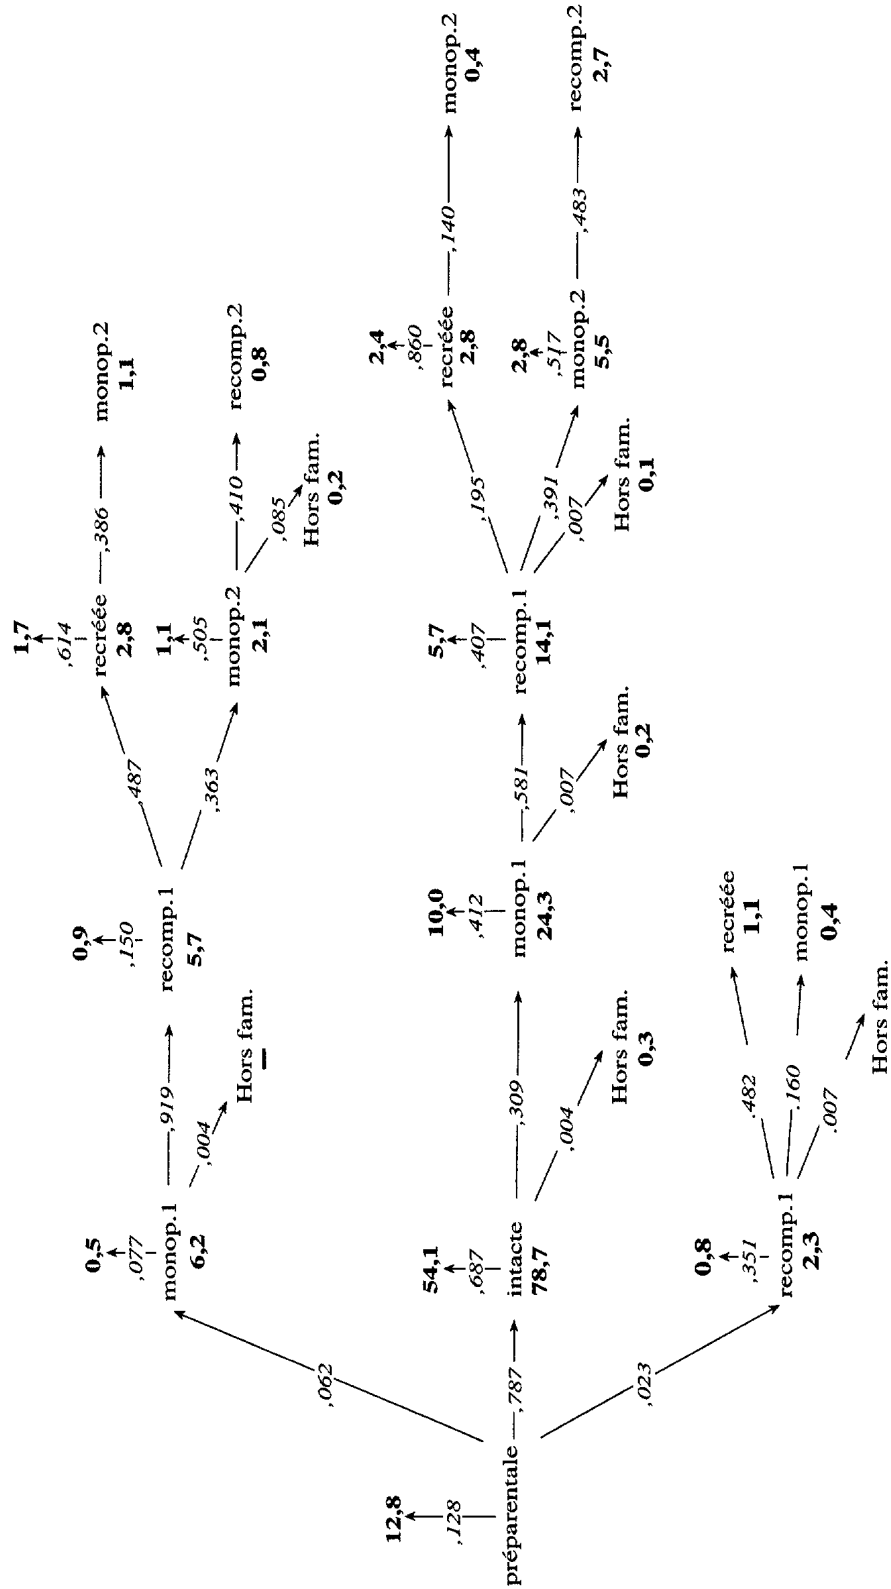 12,8
,128
préparentale
,062
,787
,023
0,5
,077
monop.1
6,2
,919
,004
Hors fam.
–
0,9
,150
recomp.1
5,7
,487
,363
1,7
,614
recréée
2,8
,386
monop.2
1,1
1,1
,505
monop.2
2,1
,410
recomp.2
0,8
,085
Hors fam.
0,2
54,1
,687
intacte
78,7
,309
,004
Hors fam.
0,3
10,0
,412
monop.1
24,3
,581
,007
Hors fam.
0,2
5,7
,407
recomp.1
14,1
,195
,391
,007
Hors fam.
0,1
2,4
,860
recréée
2,8
,140
monop.2
0,4
2,8
,517
monop.2
5,5
,483
recomp.2
2,7
0,8
,351
recomp.1
2,3
.482
.160
.007
recréée
1,1
monop.1
0,4
Hors fam.